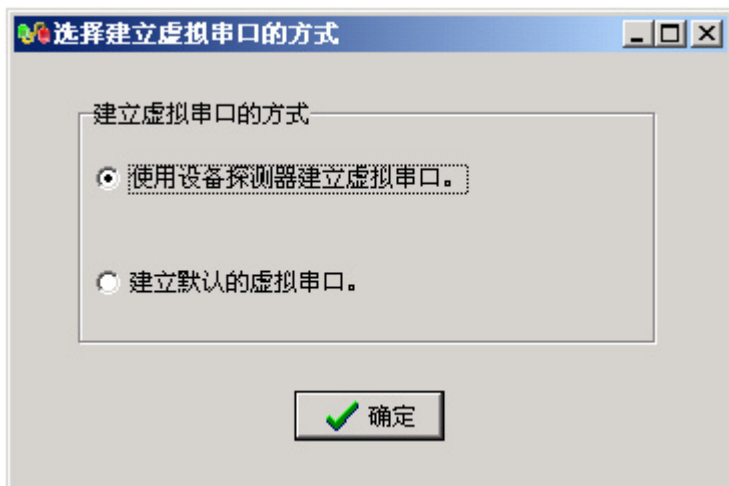 选择建立虚拟串口的方式
建立虚拟串口的方式
使用设备探测器建立虚拟串口。
建立默认的虚拟串口。
确定